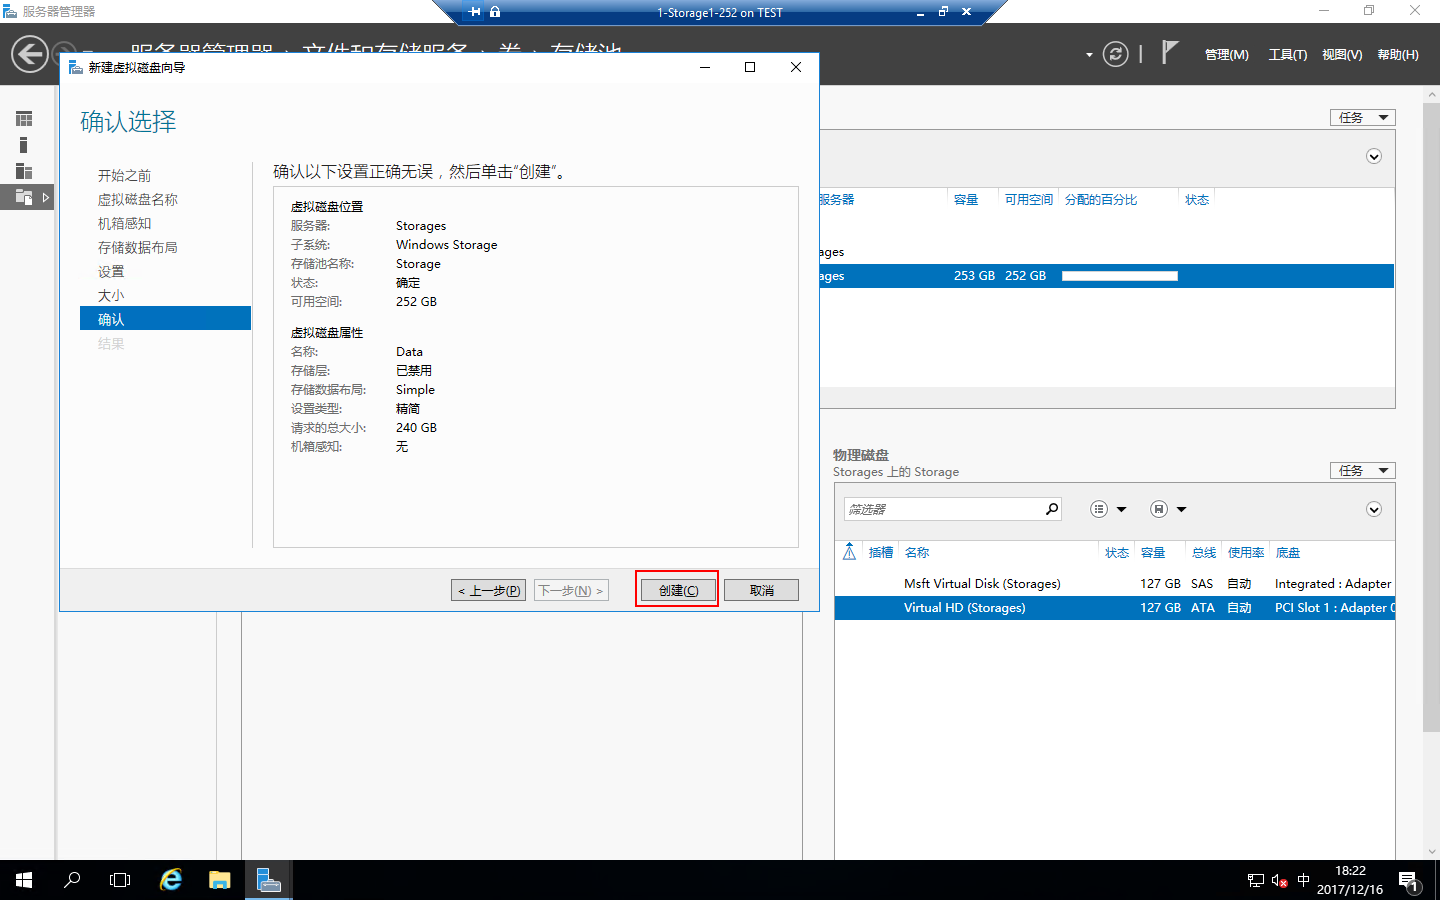 服务器管理器
1-Storage1-252 on TEST
服务器管理器 › 文件和存储服务 › 卷 › 存储池
管理(M) 工具(T) 视图(V) 帮助(H)
新建虚拟磁盘向导
确认选择
开始之前
虚拟磁盘名称
机箱感知
存储数据布局
设置
大小
确认
结果
确认以下设置正确无误，然后单击“创建”。
虚拟磁盘位置
服务器: Storages
子系统: Windows Storage
存储池名称: Storage
状态: 确定
可用空间: 252 GB
虚拟磁盘属性
名称: Data
存储层: 已禁用
存储数据布局: Simple
设置类型: 精简
请求的总大小: 240 GB
机箱感知: 无
< 上一步(P) 下一步(N) > 创建(C) 取消
任务
服务器 容量 可用空间 分配的百分比 状态
ages
ages 253 GB 252 GB
物理磁盘
Storages 上的 Storage
任务
筛选器
插槽 名称 状态 容量 总线 使用率 底盘
Msft Virtual Disk (Storages) 127 GB SAS 自动 Integrated : Adapter
Virtual HD (Storages) 127 GB ATA 自动 PCI Slot 1 : Adapter 0
中
18:22
2017/12/16
1